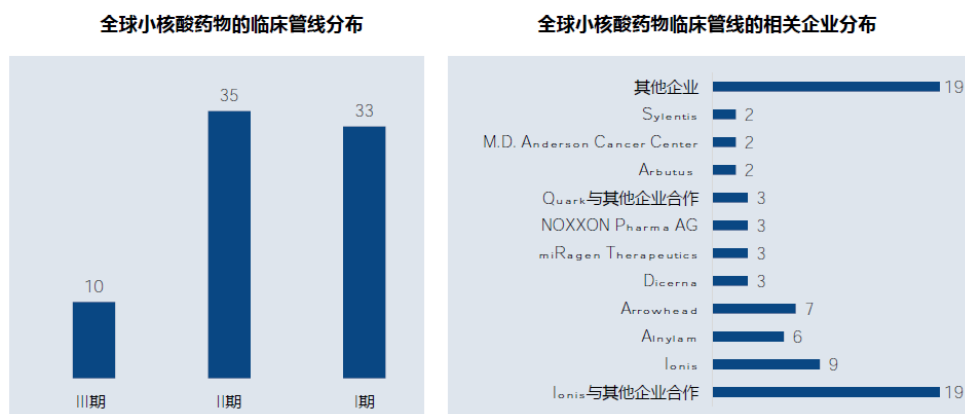 全球小核酸药物的临床管线分布
10
35
33
III期
II期
I期
全球小核酸药物临床管线的相关企业分布
其他企业 19
Sylentis 2
M.D. Anderson Cancer Center 2
Arbutus 2
Quark与其他企业合作 3
NOXXON Pharma AG 3
miRagen Therapeutics 3
Dicerna 3
Arrowhead 7
Alnylam 6
Ionis 9
Ionis与其他企业合作 19